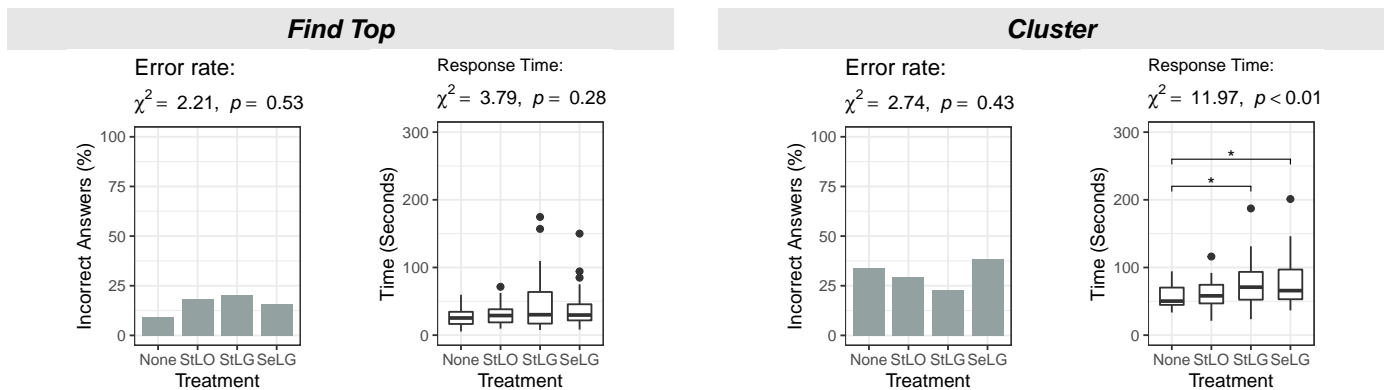 Find Top
Error rate:
χ² = 2.21, p = 0.53
Incorrect Answers (%)
100
75
50
25
0
None StLO StLG SeLG
Treatment
Response Time:
χ² = 3.79, p = 0.28
Time (Seconds)
300
200
100
0
None StLO StLG SeLG
Treatment
Cluster
Error rate:
χ² = 2.74, p = 0.43
Incorrect Answers (%)
100
75
50
25
0
None StLO StLG SeLG
Treatment
Response Time:
χ² = 11.97, p < 0.01
Time (Seconds)
300
200
100
0
*
*
None StLO StLG SeLG
Treatment